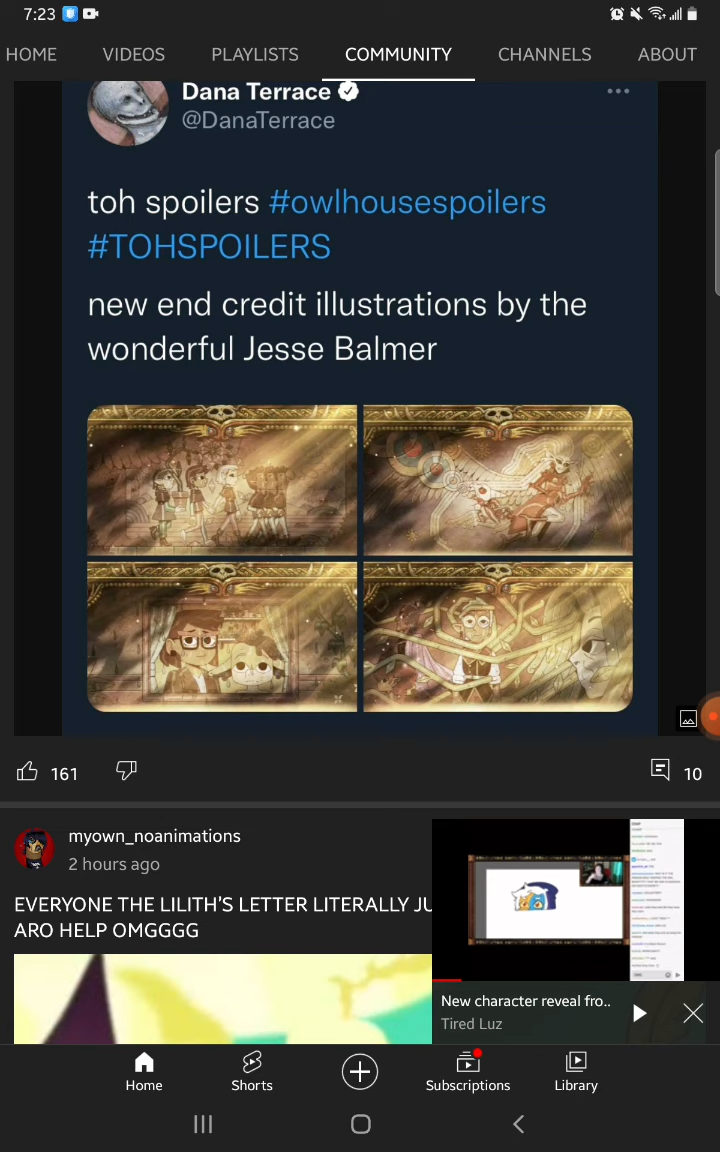 7:23
HOME VIDEOS PLAYLISTS COMMUNITY CHANNELS ABOUT
Dana Terrace
@DanaTerrace
toh spoilers #owlhousespoilers
#TOHSPOILERS
new end credit illustrations by the
wonderful Jesse Balmer
161
10
myown_noanimations
2 hours ago
EVERYONE THE LILITH'S LETTER LITERALLY JU
ARO HELP OMGGGG
New character reveal fro..
Tired Luz
Home Shorts Subscriptions Library